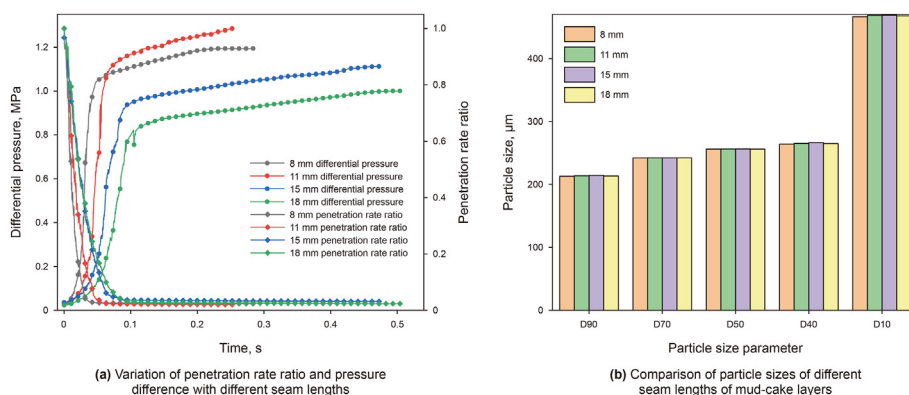 1.2
1.0
0.8
0.6
0.4
0.2
0
Differential pressure, MPa
1.0
0.8
0.6
0.4
0.2
0
Penetration rate ratio
8 mm differential pressure
11 mm differential pressure
15 mm differential pressure
18 mm differential pressure
8 mm penetration rate ratio
11 mm penetration rate ratio
15 mm penetration rate ratio
18 mm penetration rate ratio
0 0.1 0.2 0.3 0.4 0.5
Time, s
(a) Variation of penetration rate ratio and pressure
difference with different seam lengths
400
200
0
Particle size, μm
8 mm
11 mm
15 mm
18 mm
D90 D70 D50 D40 D10
Particle size parameter
(b) Comparison of particle sizes of different
seam lengths of mud-cake layers